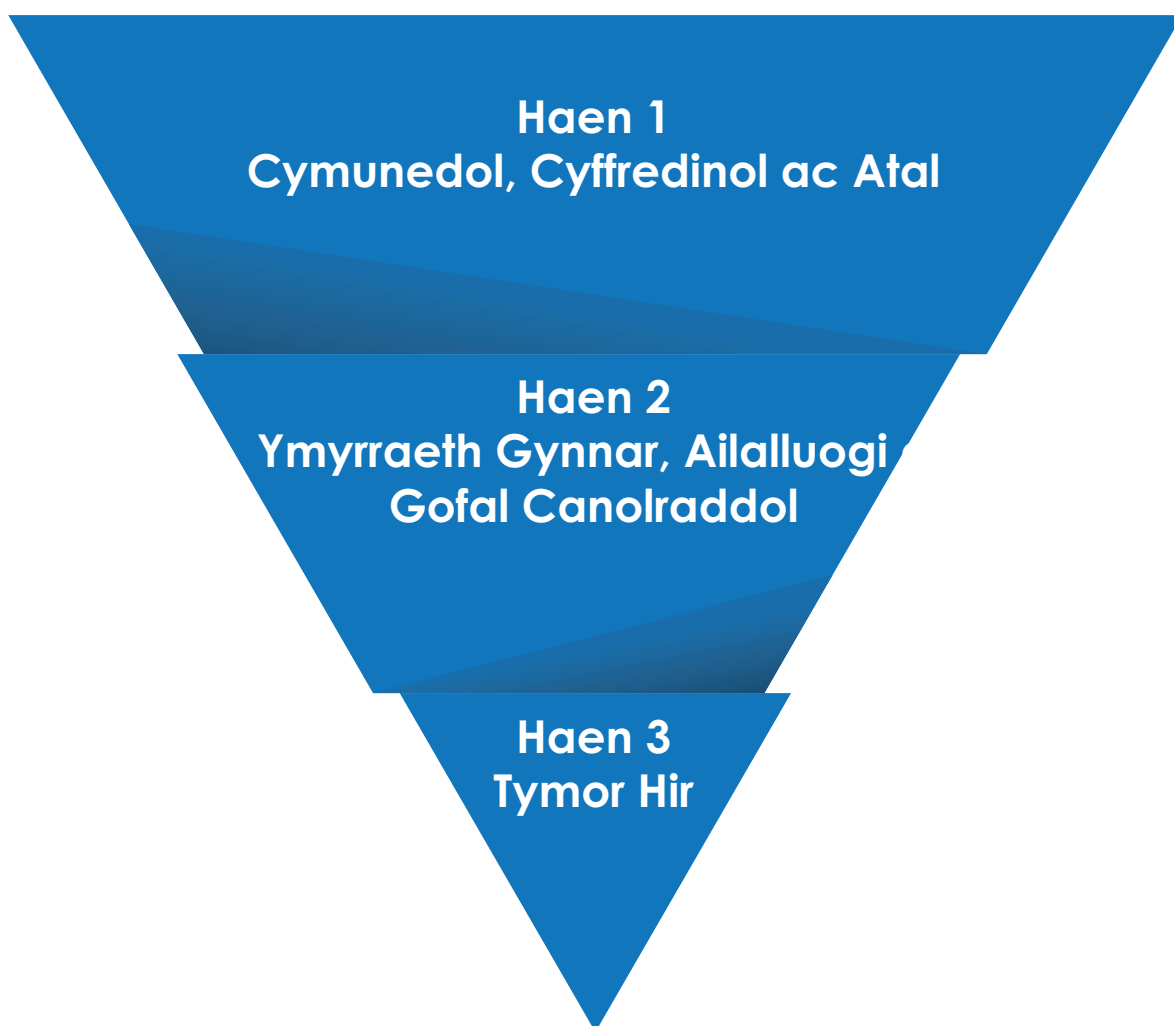 Haen 1
Cymunedol, Cyffredinol ac Atal
Haen 2
Ymyrraeth Gynnar, Ailalluogi
Gofal Canolraddol
Haen 3
Tymor Hir